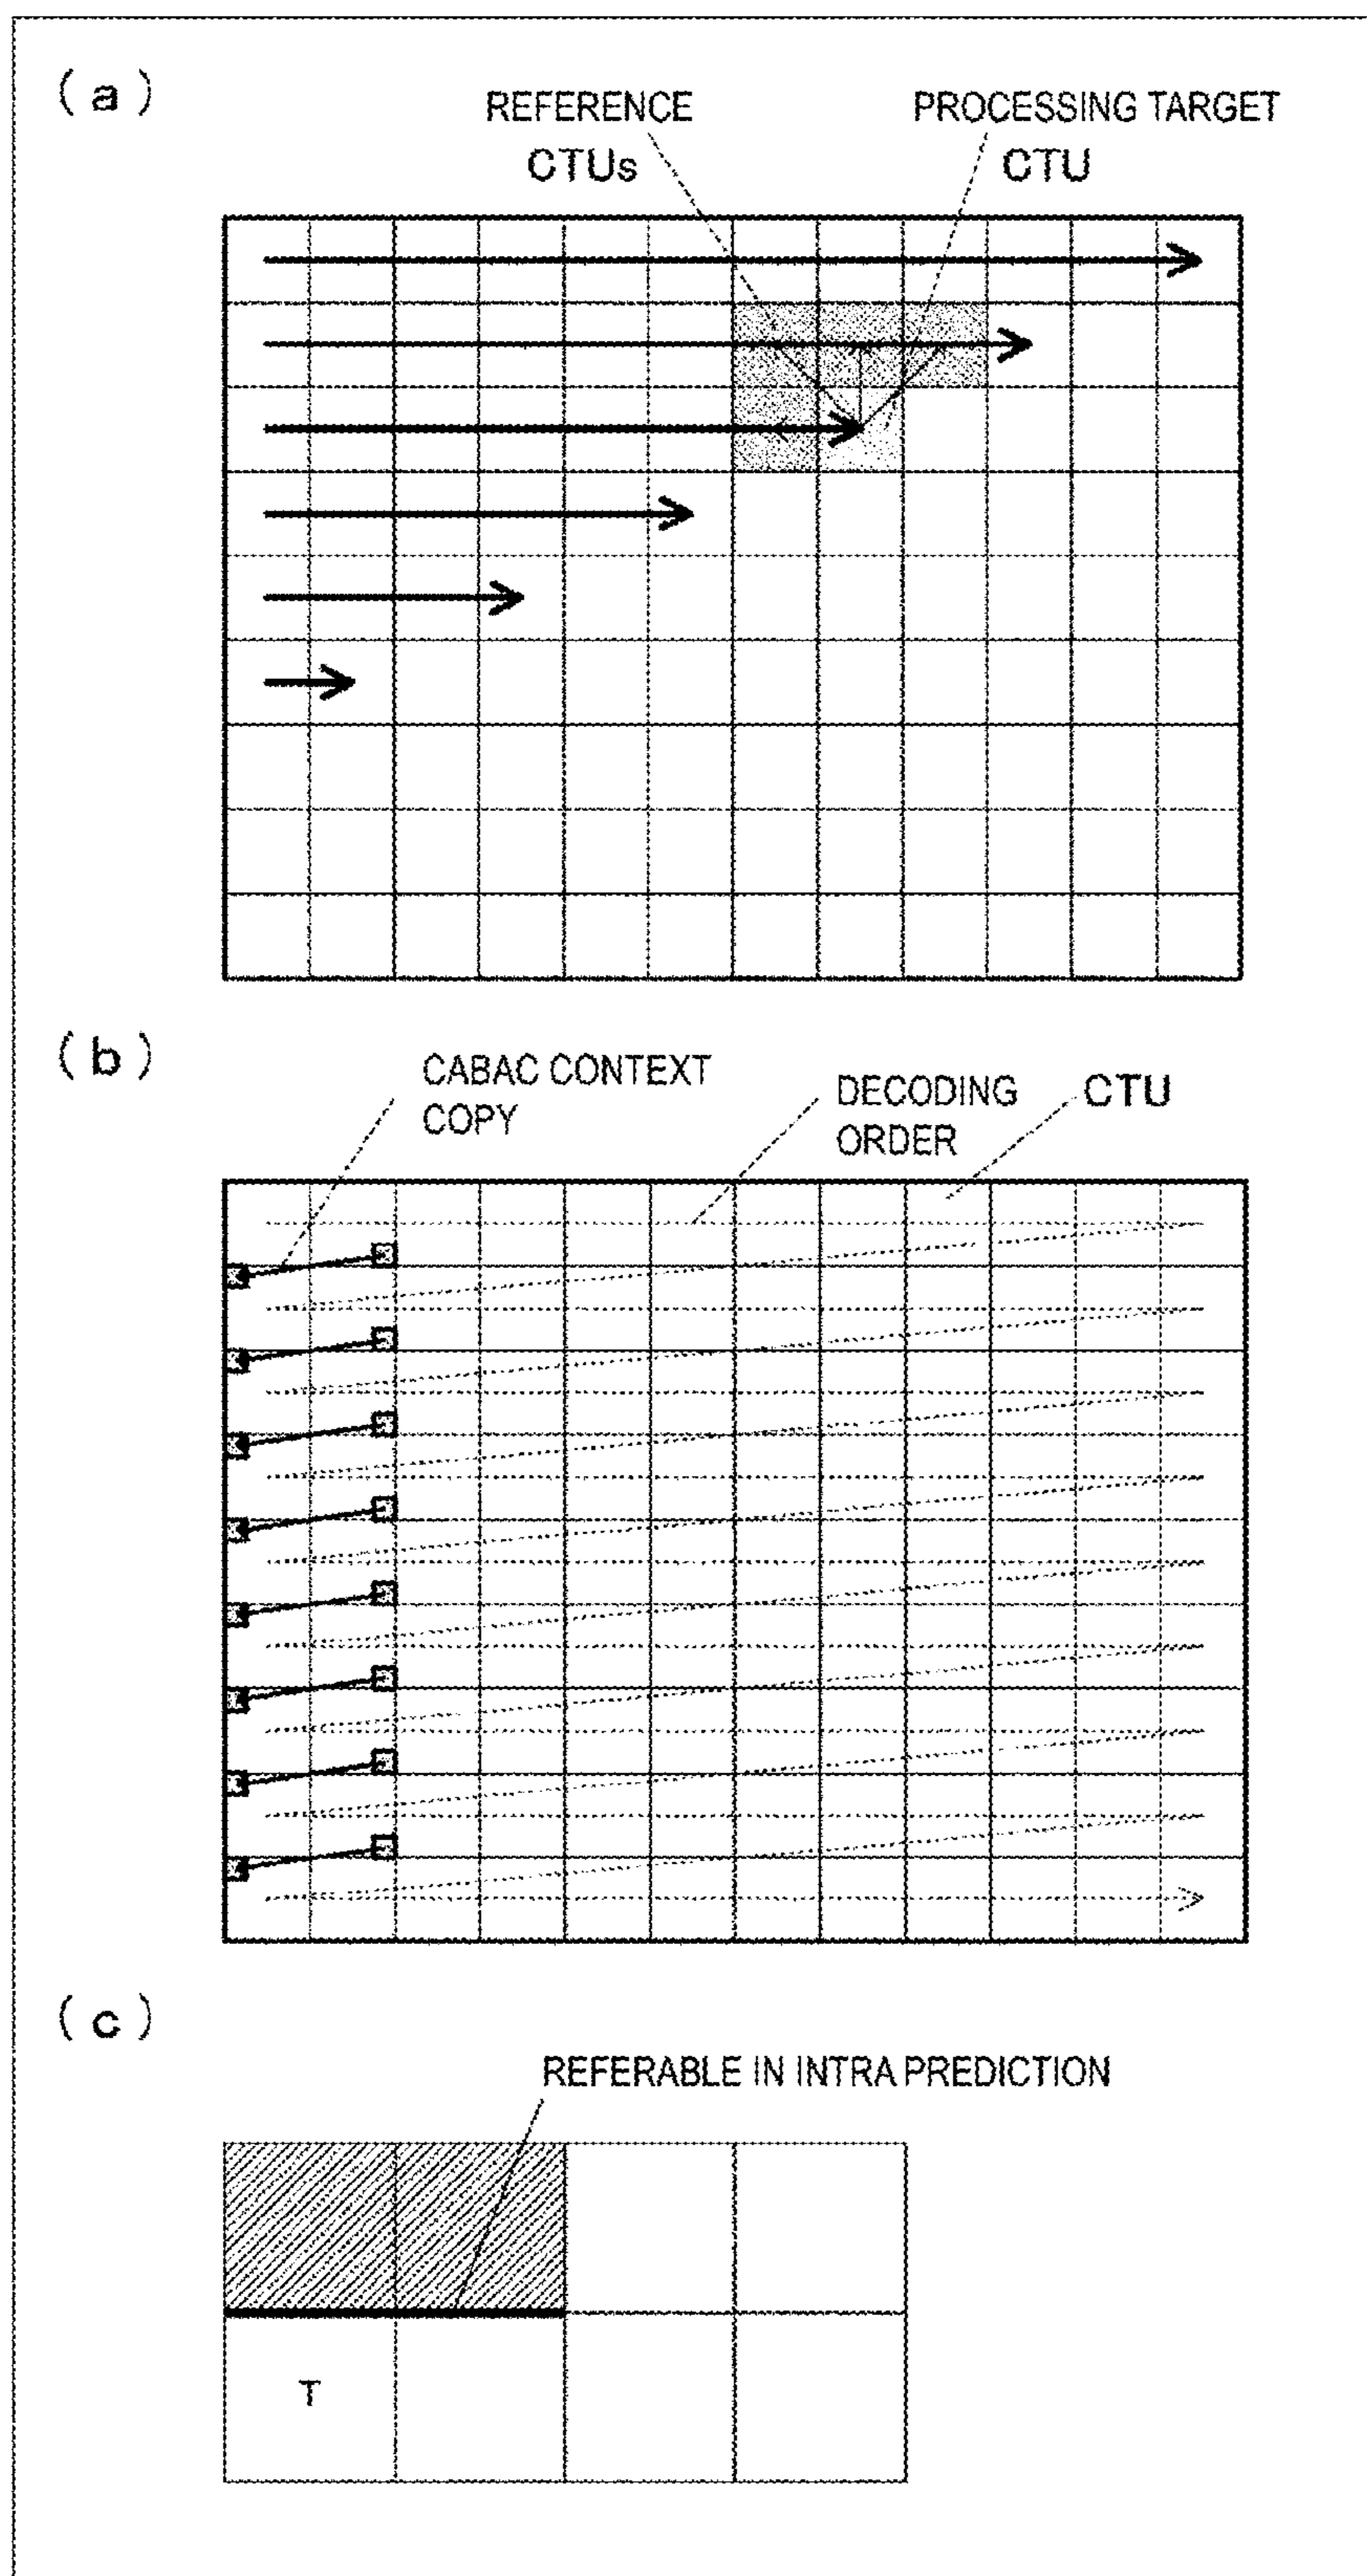 (a)
REFERENCE
CTUs
PROCESSING TARGET
CTU
(b)
CABAC CONTEXT
COPY
DECODING
ORDER
CTU
(c)
REFERABLE IN INTRA PREDICTION
T